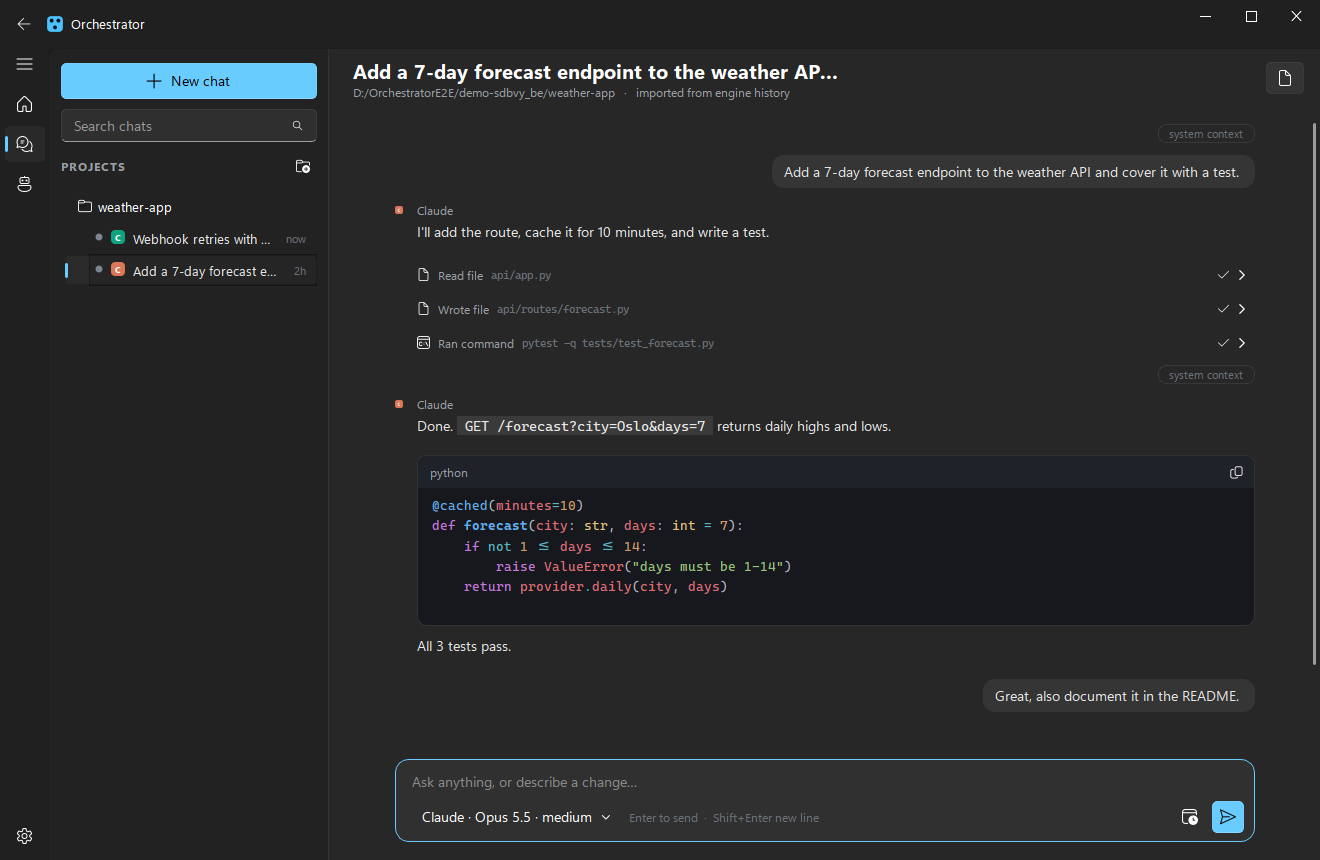 Orchestrator
New chat
Search chats
PROJECTS
weather-app
C Webhook retries with ... now
C Add a 7-day forecast e... 2h
Add a 7-day forecast endpoint to the weather AP...
D:/OrchestratorE2E/demo-sdbvy_be/weather-app · imported from engine history
system context
Add a 7-day forecast endpoint to the weather API and cover it with a test.
C Claude
I'll add the route, cache it for 10 minutes, and write a test.
Read file api/app.py
Wrote file api/routes/forecast.py
Ran command pytest -q tests/test_forecast.py
system context
C Claude
Done. GET /forecast?city=Oslo&days=7 returns daily highs and lows.
python
@cached(minutes=10)
def forecast(city: str, days: int = 7):
    if not 1 ≤ days ≤ 14:
        raise ValueError("days must be 1-14")
    return provider.daily(city, days)
All 3 tests pass.
Great, also document it in the README.
Ask anything, or describe a change...
Claude · Opus 5.5 · medium Enter to send · Shift+Enter new line